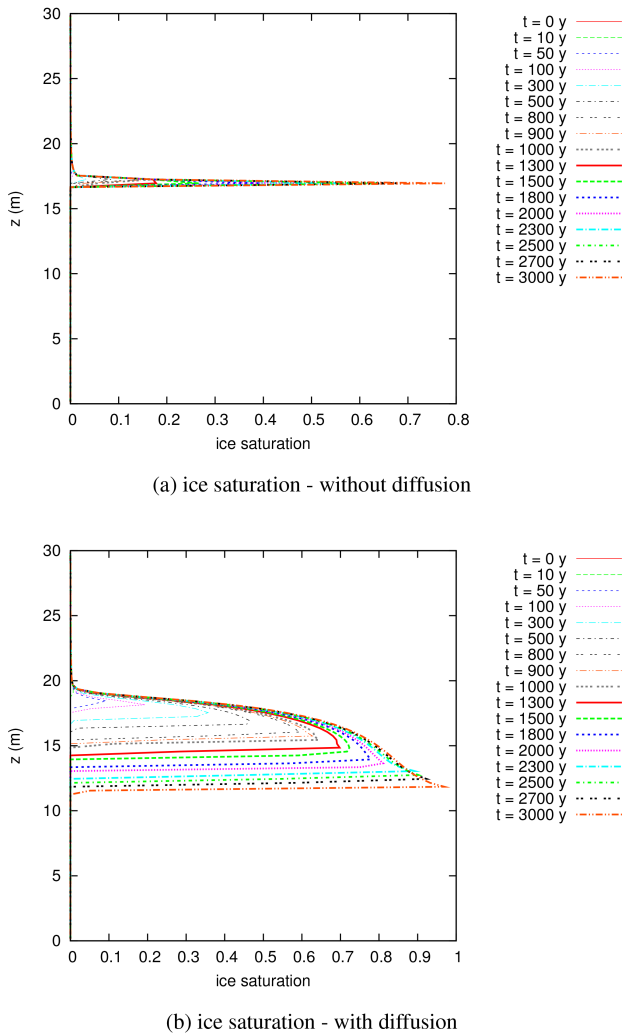 30
25
20
15
10
5
0
z (m)
0 0.1 0.2 0.3 0.4 0.5 0.6 0.7 0.8
ice saturation
t = 0 y
t = 10 y
t = 50 y
t = 100 y
t = 300 y
t = 500 y
t = 800 y
t = 900 y
t = 1000 y
t = 1300 y
t = 1500 y
t = 1800 y
t = 2000 y
t = 2300 y
t = 2500 y
t = 2700 y
t = 3000 y
(a) ice saturation - without diffusion
30
25
20
15
10
5
0
z (m)
0 0.1 0.2 0.3 0.4 0.5 0.6 0.7 0.8 0.9 1
ice saturation
t = 0 y
t = 10 y
t = 50 y
t = 100 y
t = 300 y
t = 500 y
t = 800 y
t = 900 y
t = 1000 y
t = 1300 y
t = 1500 y
t = 1800 y
t = 2000 y
t = 2300 y
t = 2500 y
t = 2700 y
t = 3000 y
(b) ice saturation - with diffusion